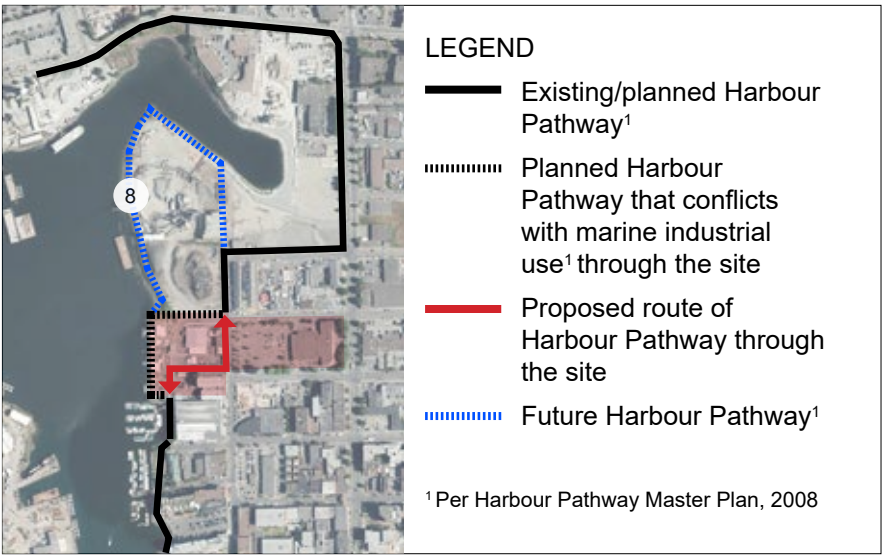 8
LEGEND
Existing/planned Harbour
Pathway¹
Planned Harbour
Pathway that conflicts
with marine industrial
use¹ through the site
Proposed route of
Harbour Pathway through
the site
Future Harbour Pathway¹
¹ Per Harbour Pathway Master Plan, 2008